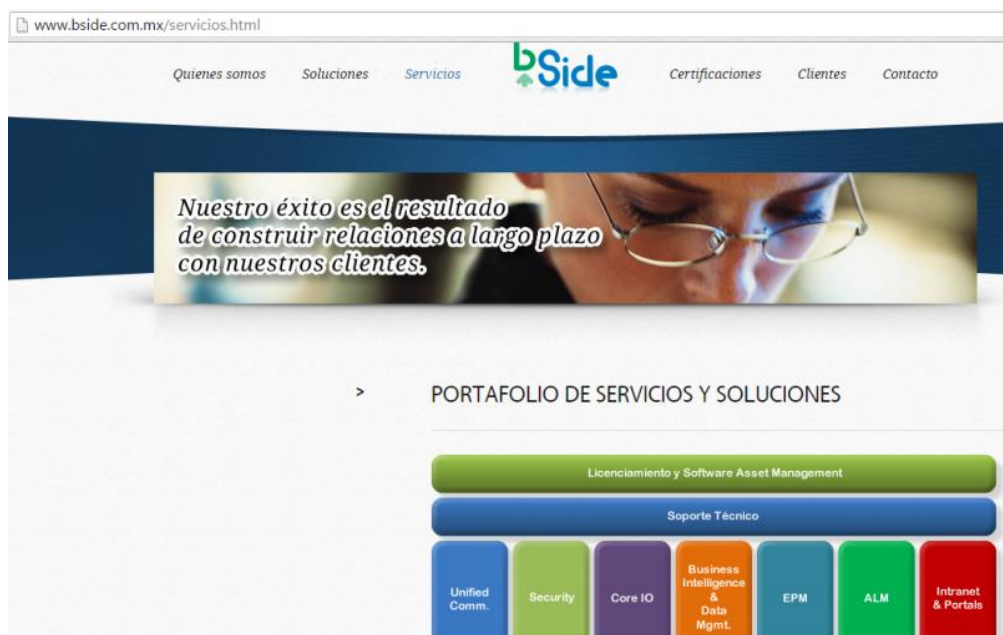 www.bside.com.mx/servicios.html
Quienes somos Soluciones Servicios bSide Certificaciones Clientes Contacto
Nuestro éxito es el resultado
de construir relaciones a largo plazo
con nuestros clientes.
> PORTAFOLIO DE SERVICIOS Y SOLUCIONES
Licenciamiento y Software Asset Management
Soporte Técnico
Unified
Comm.
Security
Core IO
Business
Intelligence
&
Data
Mgmt.
EPM
ALM
Intranet
& Portals